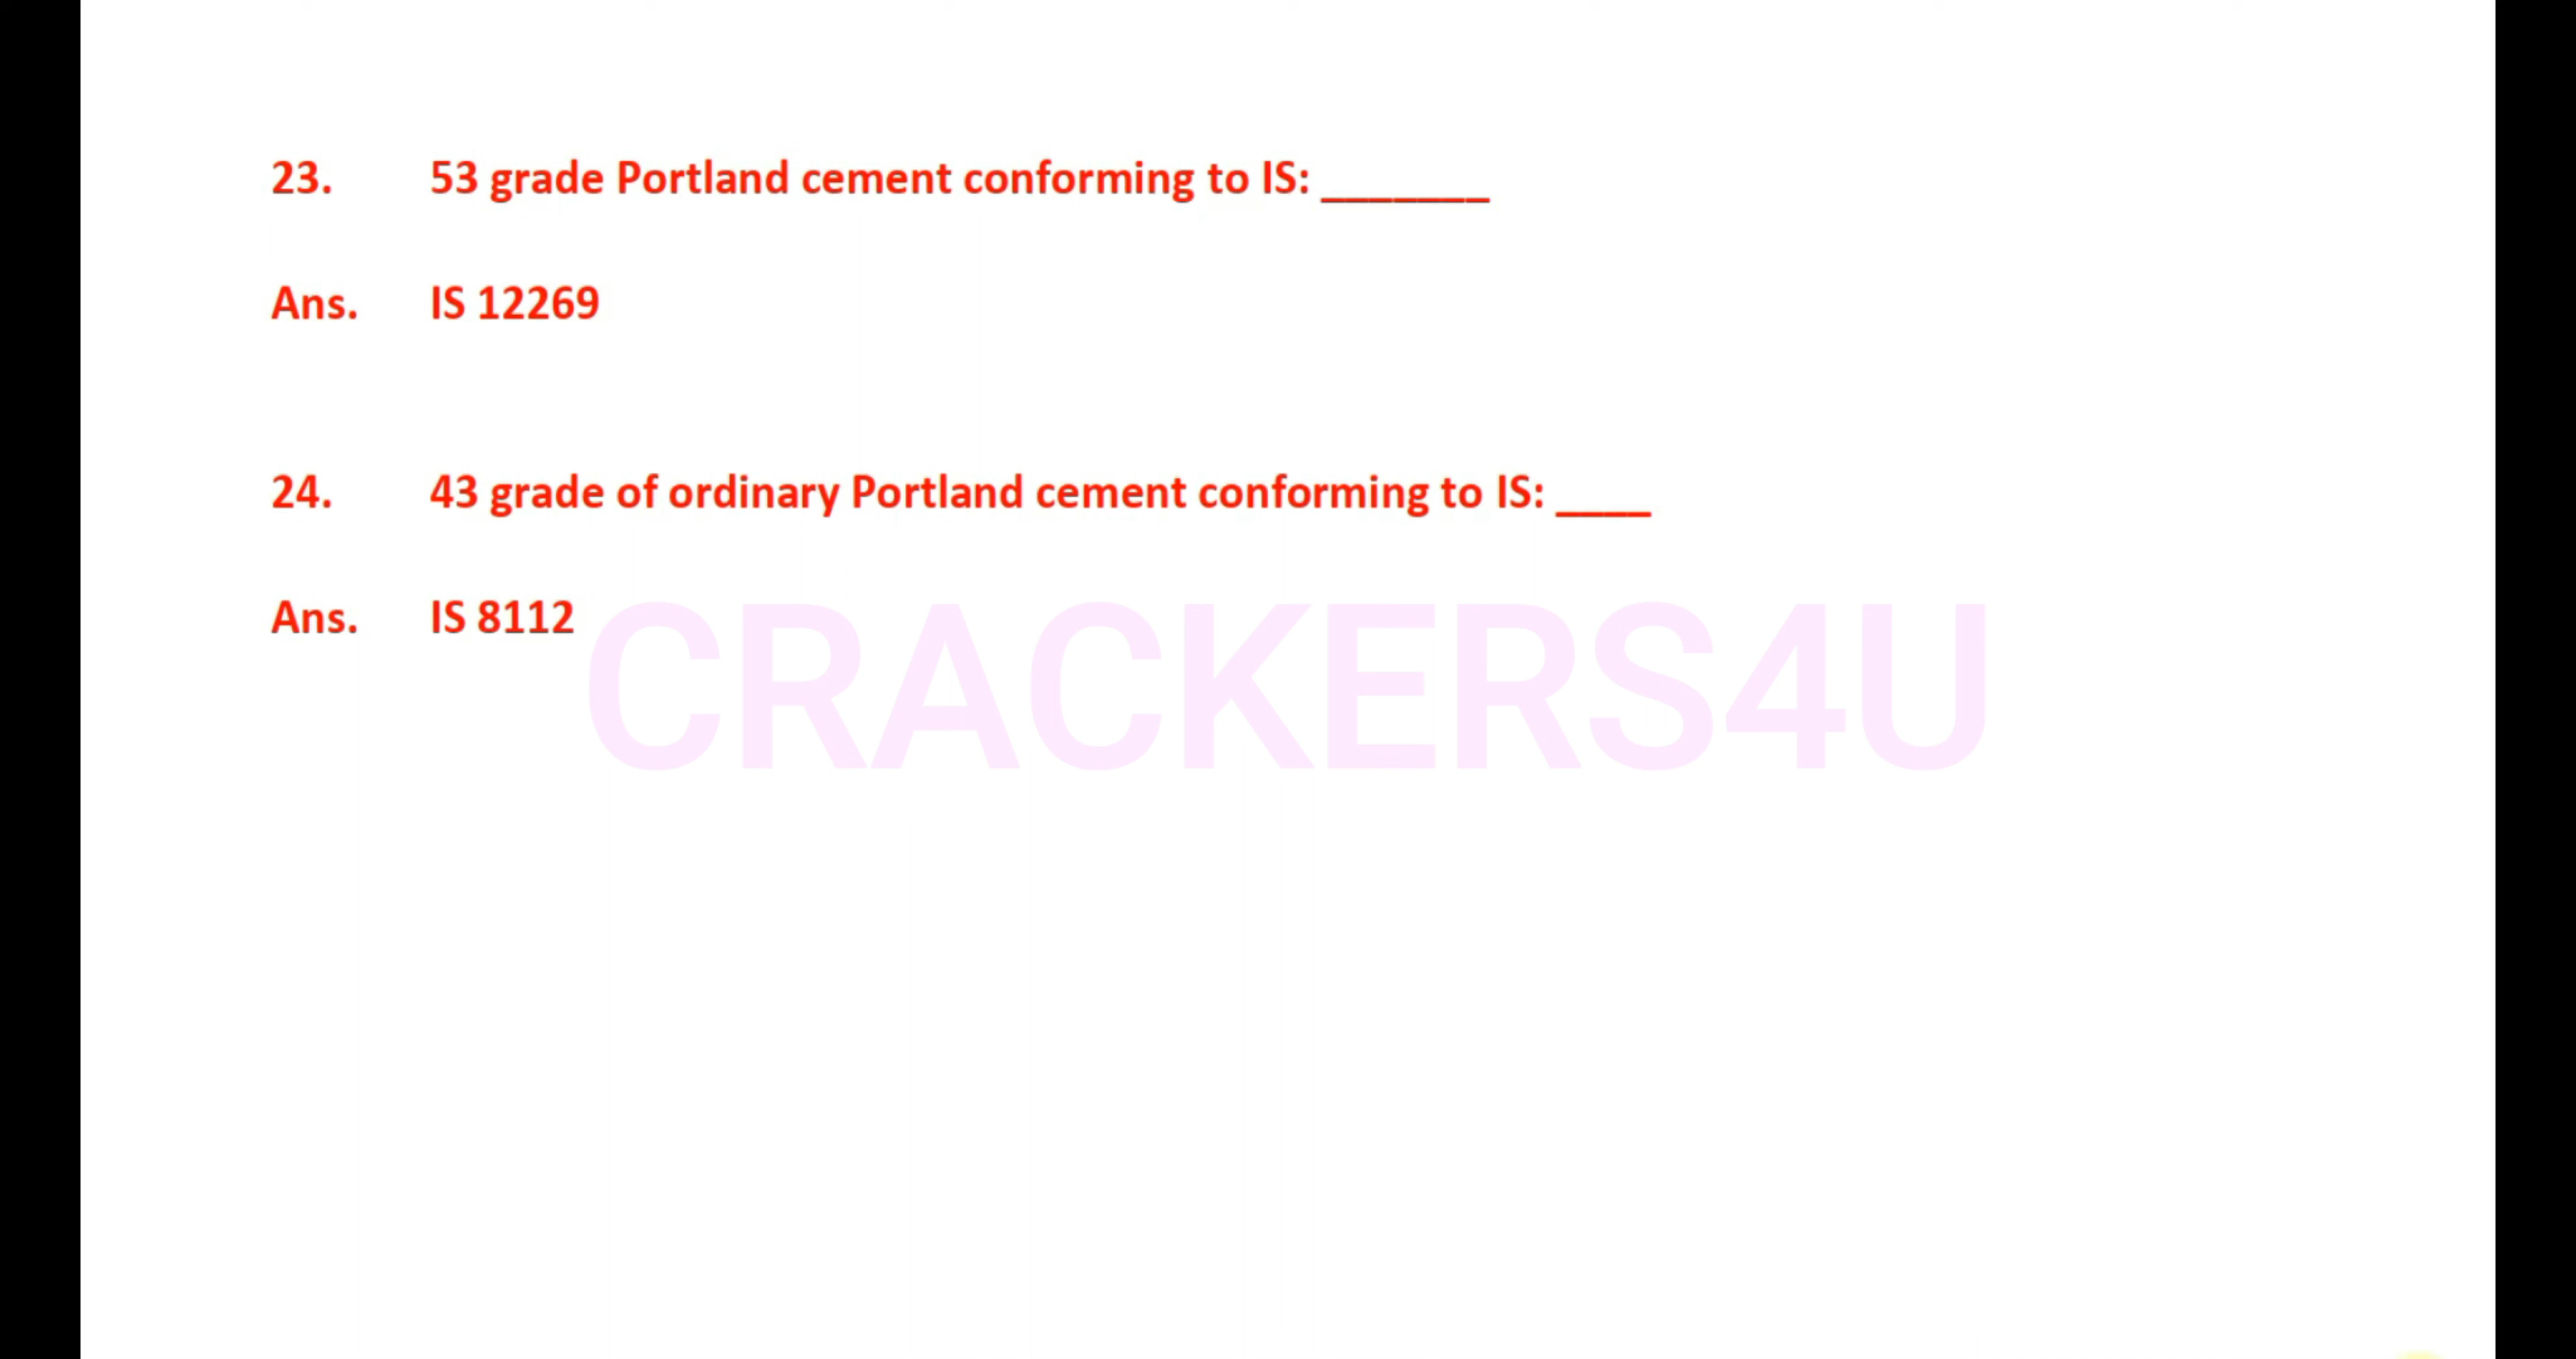 23. 53 grade Portland cement conforming to IS: _______
Ans. IS 12269
24. 43 grade of ordinary Portland cement conforming to IS: ____
Ans. IS 8112
CRACKERS4U